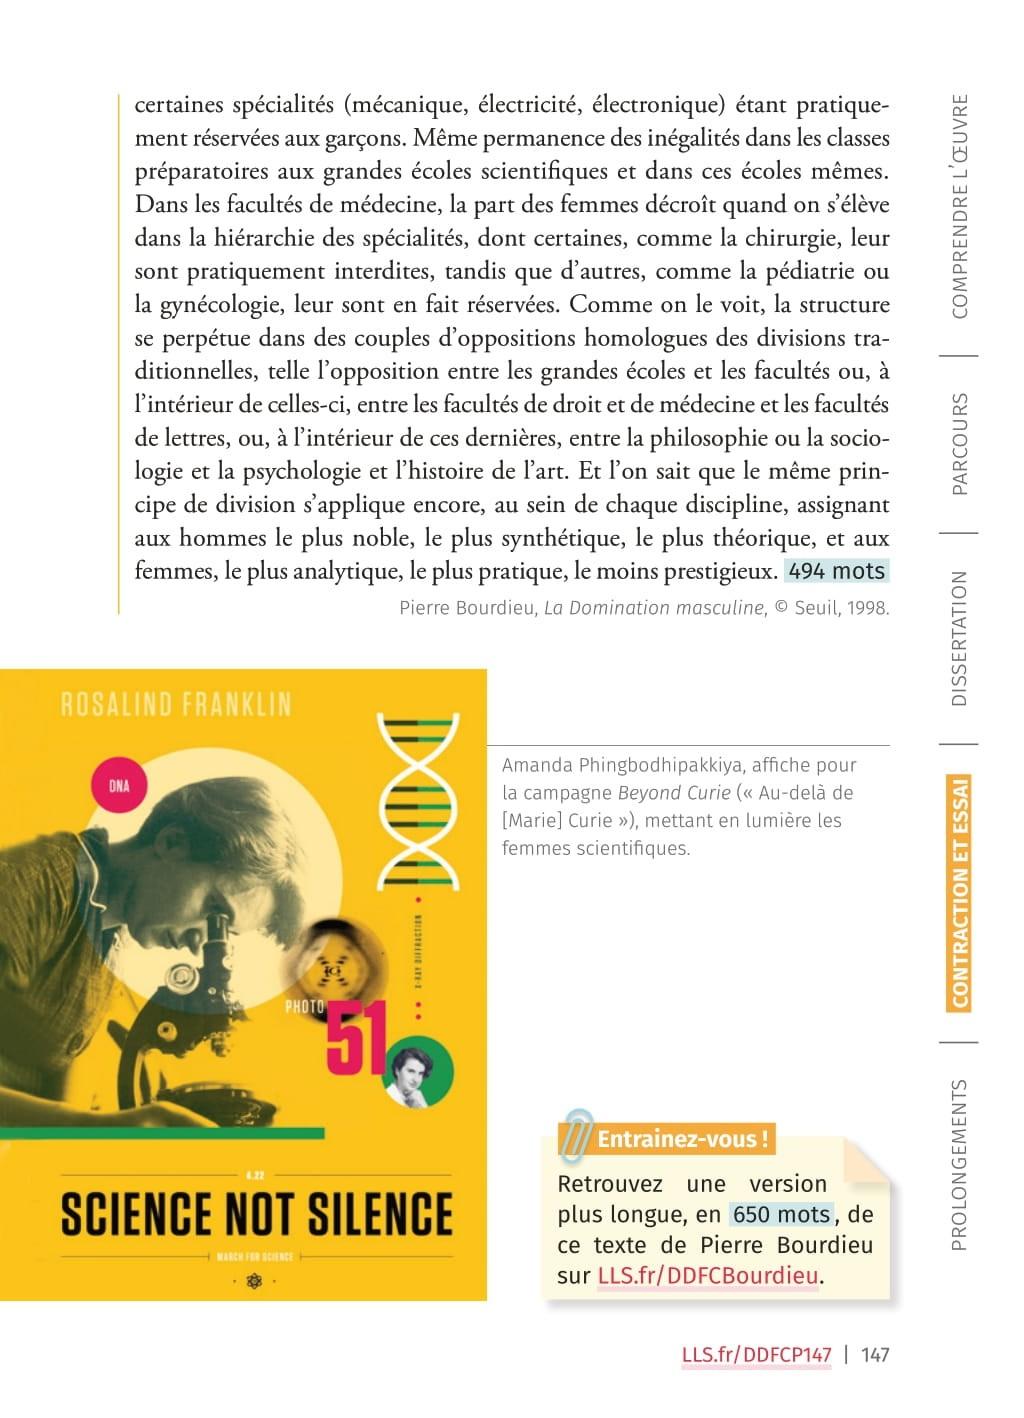 certaines spécialités (mécanique, électricité, électronique) étant pratique-
ment réservées aux garçons. Même permanence des inégalités dans les classes
préparatoires aux grandes écoles scientifiques et dans ces écoles mêmes.
Dans les facultés de médecine, la part des femmes décroît quand on s'élève
dans la hiérarchie des spécialités, dont certaines, comme la chirurgie, leur
sont pratiquement interdites, tandis que d'autres, comme la pédiatrie ou
la gynécologie, leur sont en fait réservées. Comme on le voit, la structure
se perpétue dans des couples d'oppositions homologues des divisions tra-
ditionnelles, telle l'opposition entre les grandes écoles et les facultés ou, à
l'intérieur de celles-ci, entre les facultés de droit et de médecine et les facultés
de lettres, ou, à l'intérieur de ces dernières, entre la philosophie ou la socio-
logie et la psychologie et l'histoire de l'art. Et l'on sait que le même prin-
cipe de division s'applique encore, au sein de chaque discipline, assignant
aux hommes le plus noble, le plus synthétique, le plus théorique, et aux
femmes, le plus analytique, le plus pratique, le moins prestigieux. 494 mots
Pierre Bourdieu, La Domination masculine, © Seuil, 1998.
ROSALIND FRANKLIN
DNA
X-RAY DIFFRACTION
PHOTO
51
4.22
SCIENCE NOT SILENCE
MARCH FOR SCIENCE
Amanda Phingbodhipakkiya, affiche pour
la campagne Beyond Curie (« Au-delà de
[Marie] Curie »), mettant en lumière les
femmes scientifiques.
Entrainez-vous !
Retrouvez une version
plus longue, en 650 mots, de
ce texte de Pierre Bourdieu
sur LLS.fr/DDFCBourdieu.
COMPRENDRE L'ŒUVRE
PARCOURS
DISSERTATION
CONTRACTION ET ESSAI
PROLONGEMENTS
LLS.fr/DDFCP147 | 147